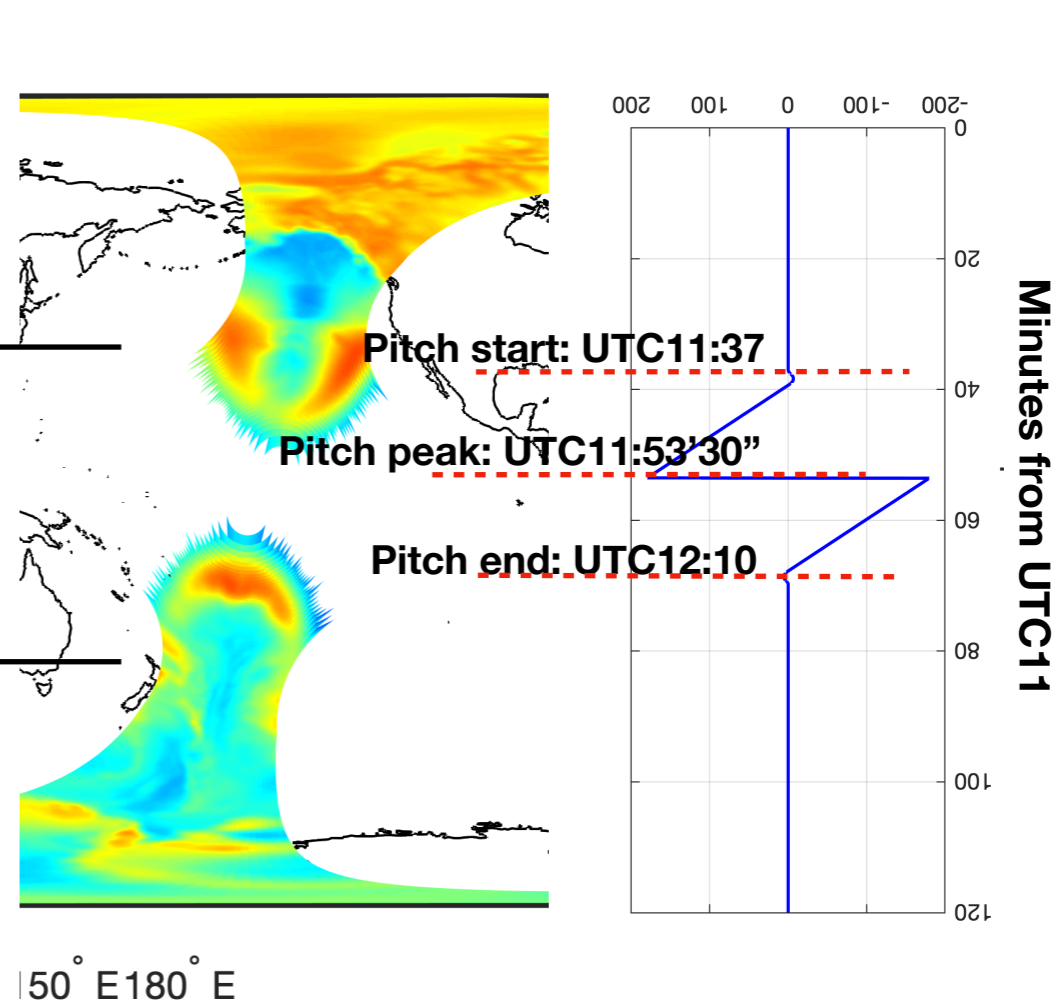 200 100 0 -100 -200
0
20
Pitch start: UTC11:37
40
Pitch peak: UTC11:53'30”
60
Pitch end: UTC12:10
80
100
120
Minutes from UTC11
50° E180° E